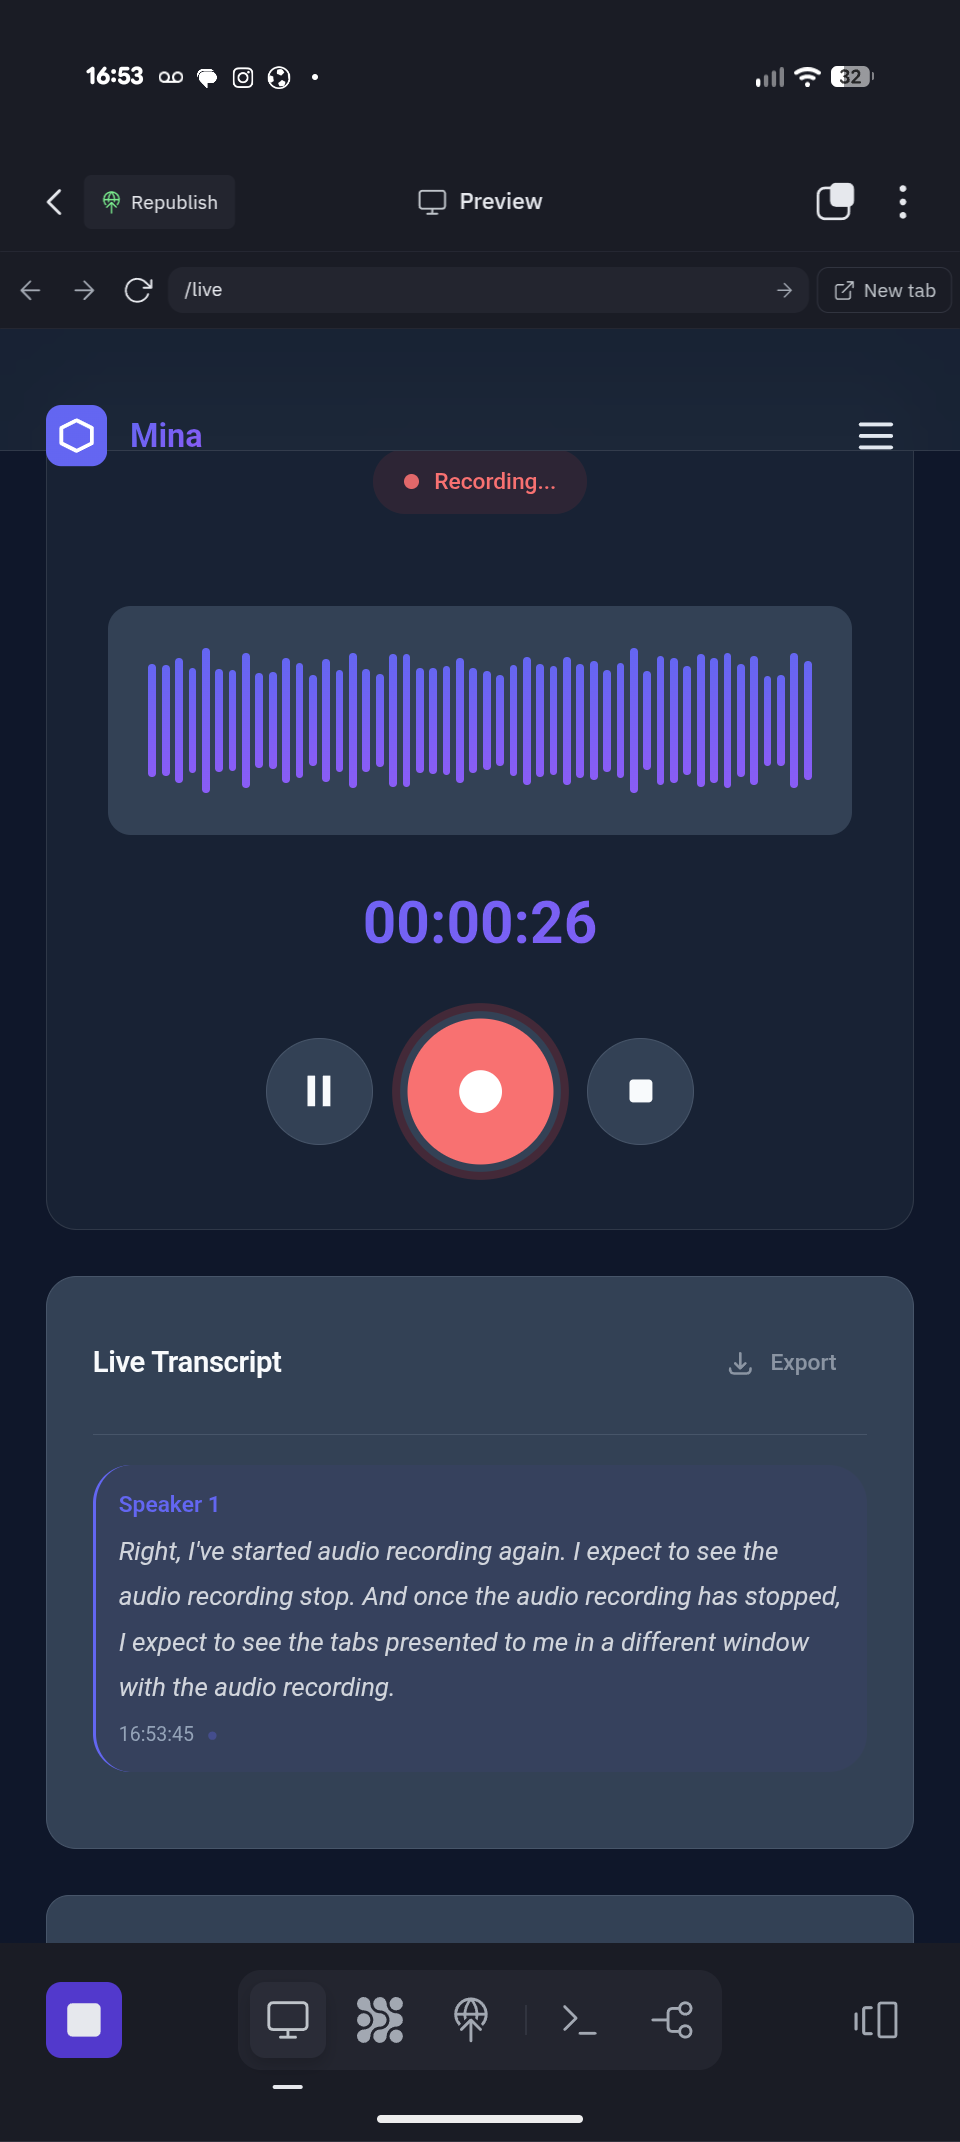 16:53
32
Republish
Preview
/live
New tab
Mina
Recording...
00:00:26
Live Transcript
Export
Speaker 1
Right, I've started audio recording again. I expect to see the
audio recording stop. And once the audio recording has stopped,
I expect to see the tabs presented to me in a different window
with the audio recording.
16:53:45